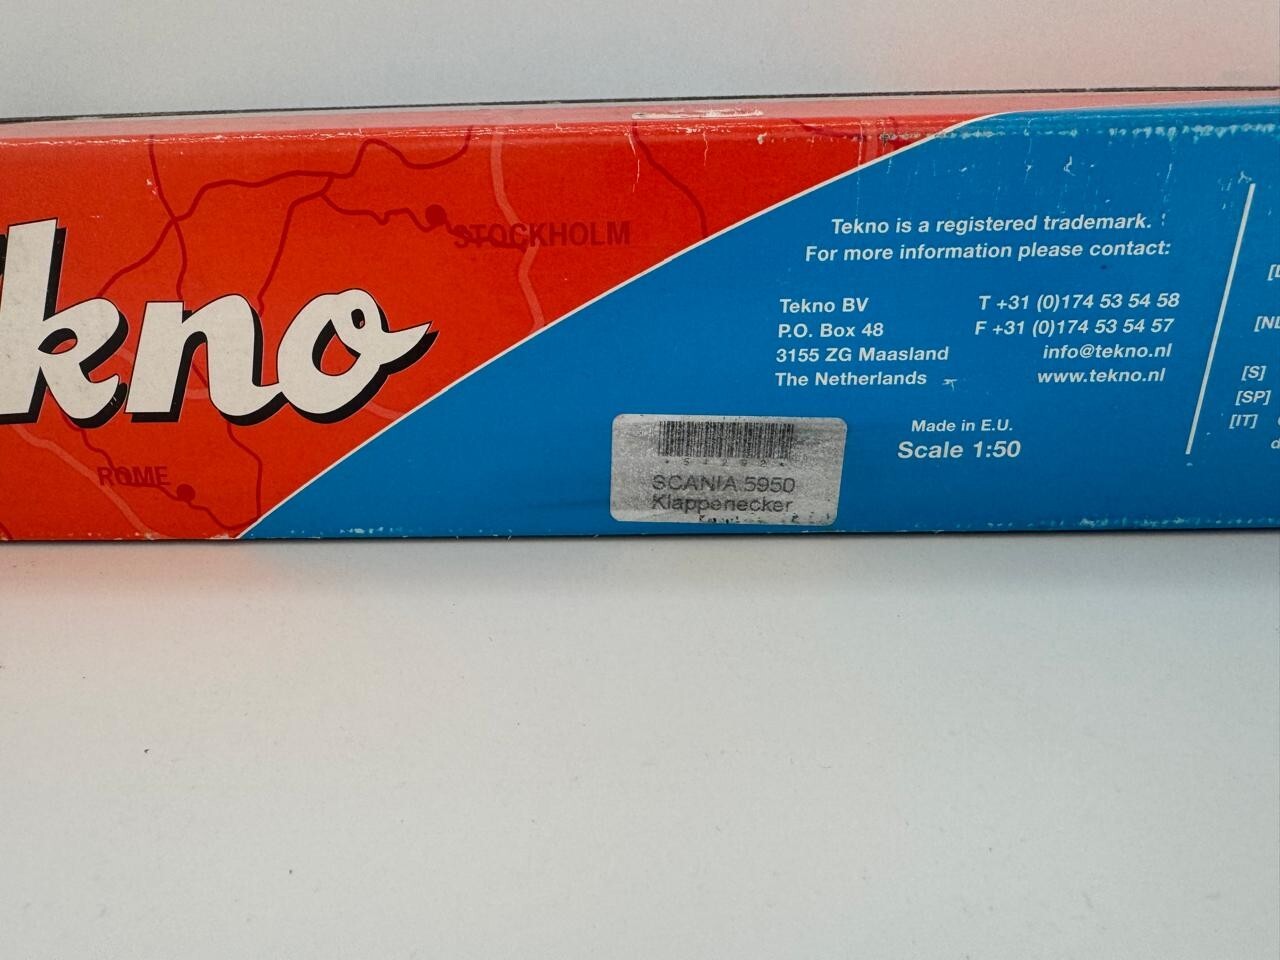 kno
STOCKHOLM
ROME
Tekno is a registered trademark.
For more information please contact:
Tekno BV
P.O. Box 48
3155 ZG Maasland
The Netherlands
T +31 (0)174 53 54 58
F +31 (0)174 53 54 57
info@tekno.nl
www.tekno.nl
Made in E.U.
Scale 1:50
SCANIA 5950
Klappenecker
[NL
[S]
[SP]
[IT]